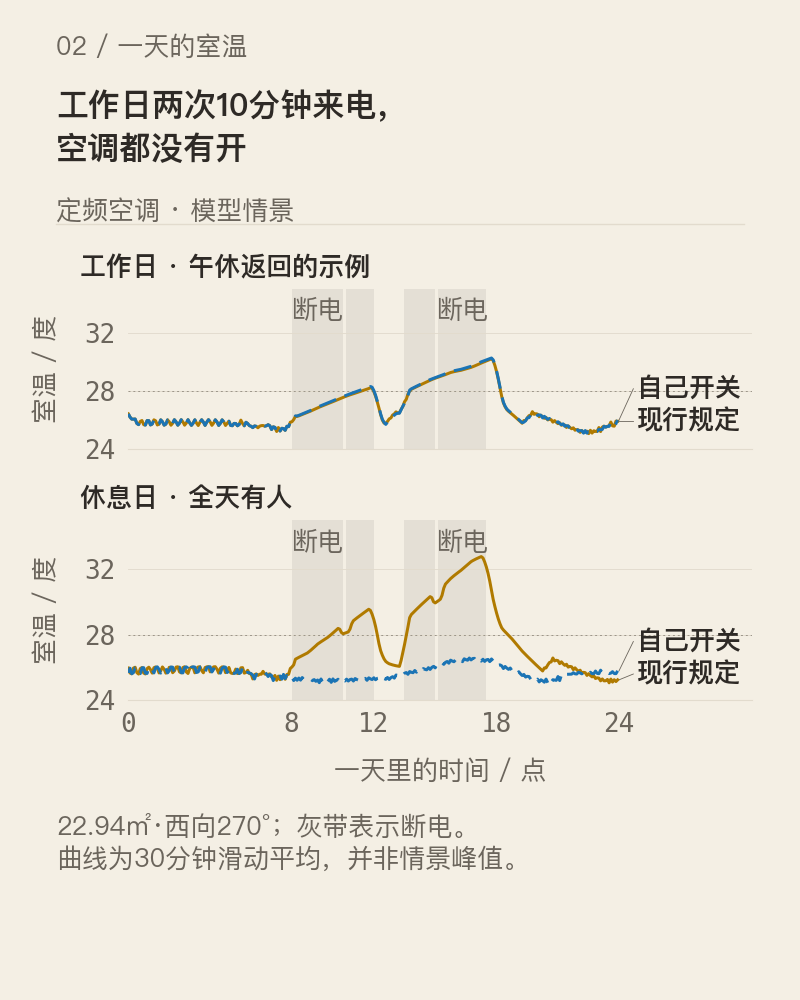 02 / 一天的室温
工作日两次10分钟来电，
空调都没有开
定频空调 · 模型情景
工作日 · 午休返回的示例
断电 断电
室温 / 度
32
28
24
自己开关
现行规定
休息日 · 全天有人
断电 断电
室温 / 度
32
28
24
自己开关
现行规定
0 8 12 18 24
一天里的时间 / 点
22.94㎡·西向270°；灰带表示断电。
曲线为30分钟滑动平均，并非情景峰值。